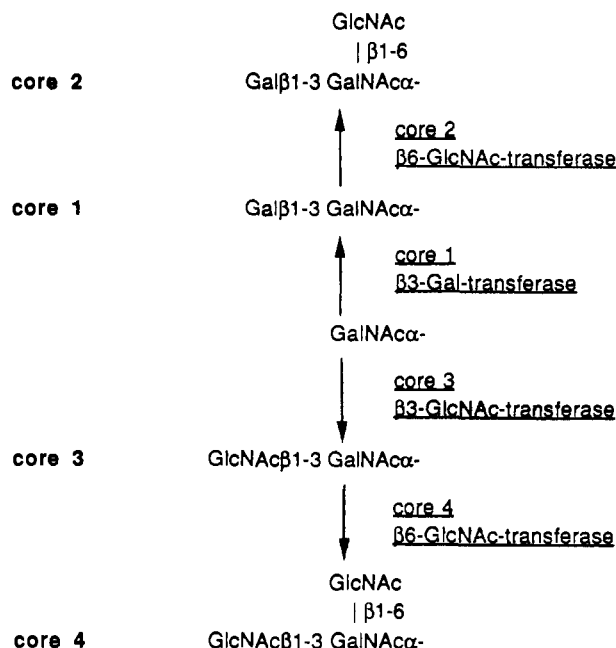 GlcNAc
| β1-6
core 2 Galβ1-3 GalNAcα-
core 2
β6-GlcNAc-transferase
core 1 Galβ1-3 GalNAcα-
core 1
β3-Gal-transferase
GalNAcα-
core 3
β3-GlcNAc-transferase
core 3 GlcNAcβ1-3 GalNAcα-
core 4
β6-GlcNAc-transferase
GlcNAc
| β1-6
core 4 GlcNAcβ1-3 GalNAcα-